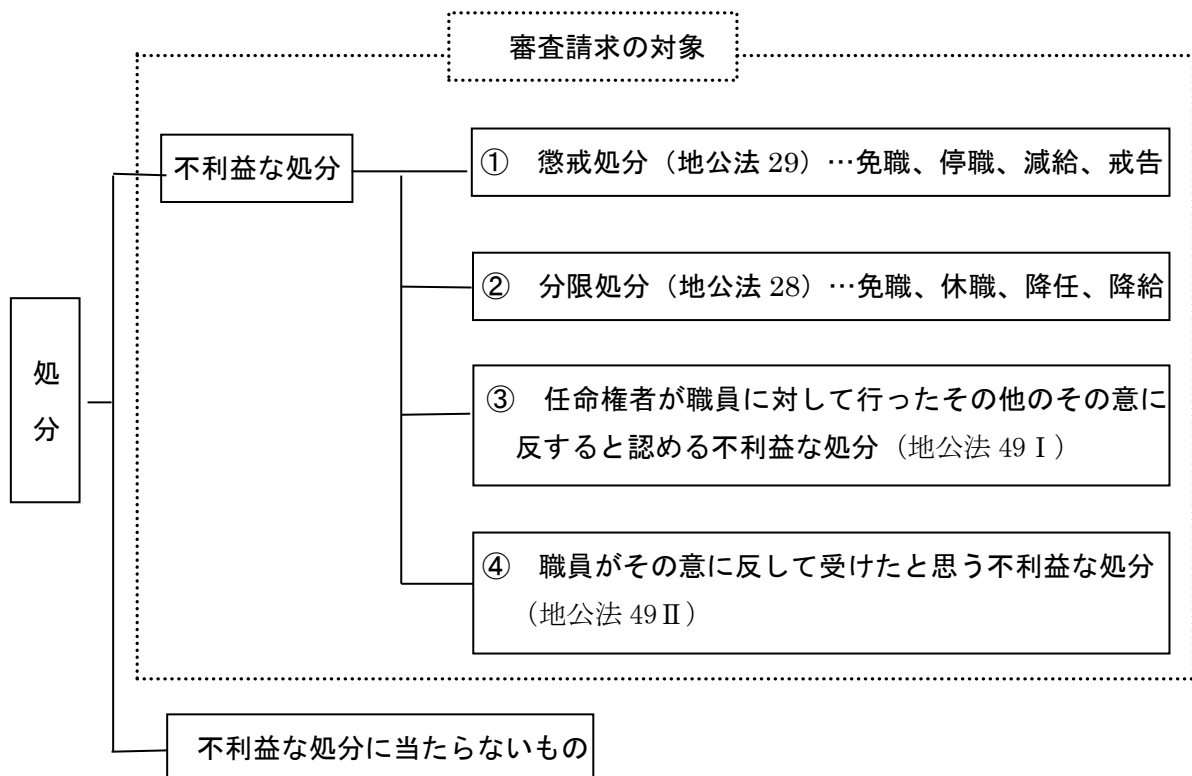 審査請求の対象
不利益な処分
① 懲戒処分（地公法 29）…免職、停職、減給、戒告
② 分限処分（地公法 28）…免職、休職、降任、降給
処
分
③ 任命権者が職員に対して行ったその他のその意に
反すると認める不利益な処分（地公法 49Ⅰ）
④ 職員がその意に反して受けたと思う不利益な処分
（地公法 49Ⅱ）
不利益な処分に当たらないもの